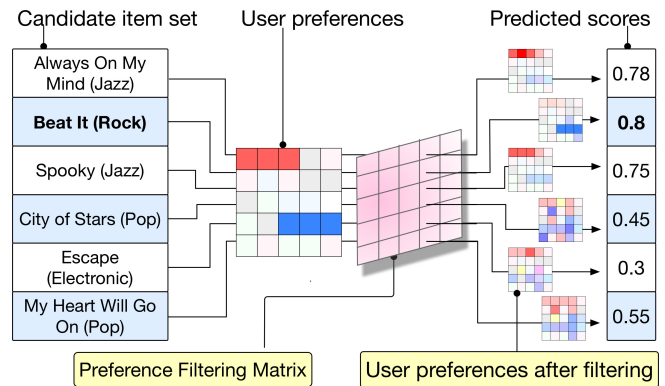 Candidate item set
User preferences
Predicted scores
Always On My
Mind (Jazz)
0.78
Beat It (Rock)
0.8
Spooky (Jazz)
0.75
City of Stars (Pop)
0.45
Escape
(Electronic)
0.3
My Heart Will Go
On (Pop)
0.55
Preference Filtering Matrix
User preferences after filtering